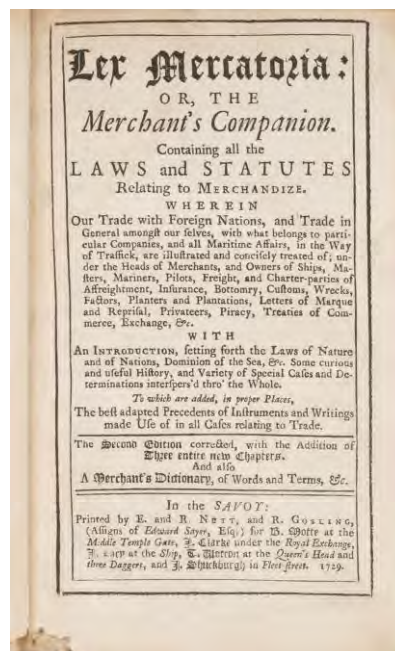 Lex Mercatoria:
OR, THE
Merchant's Companion.
Containing all the
LAWS and STATUTES
Relating to MERCHANDIZE.
WHEREIN
Our Trade with Foreign Nations, and Trade in
General amongſt our ſelves, with what belongs to parti-
cular Companies, and all Maritime Affairs, in the Way
of Traffick, are illuſtrated and conciſely treated of; un-
der the Heads of Merchants, and Owners of Ships, Ma-
ſters, Mariners, Pilots, Freight, and Charter-parties of
Affreightment, Inſurance, Bottomry, Cuſtoms, Wrecks,
Factors, Planters and Plantations, Letters of Marque
and Repriſal, Privateers, Piracy, Treaties of Com-
merce, Exchange, &c.
WITH
An INTRODUCTION, ſetting forth the Laws of Nature
and of Nations, Dominion of the Sea, &c. Some curious
and uſeful Hiſtory, and Variety of Special Caſes and De-
terminations interſpers'd thro' the Whole.
To which are added, in proper Places,
The beſt adapted Precedents of Inſtruments and Writings
made Uſe of in all Caſes relating to Trade.
The Second Edition corrected, with the Addition of
Three entire new Chapters.
And alſo
A Merchant's Dictionary, of Words and Terms, &c.
In the SAVOY:
Printed by E. and R. NUTT, and R. GOSLING,
(Aſſigns of Edward Sayer, Eſq;) for B. Motte at the
Middle Temple Gate, J. Clarke under the Royal Exchange,
J. Lacy at the Ship, T. Wotton at the Queen's Head and
three Daggers, and J. Shuckburgh in Fleet-ſtreet. 1729.